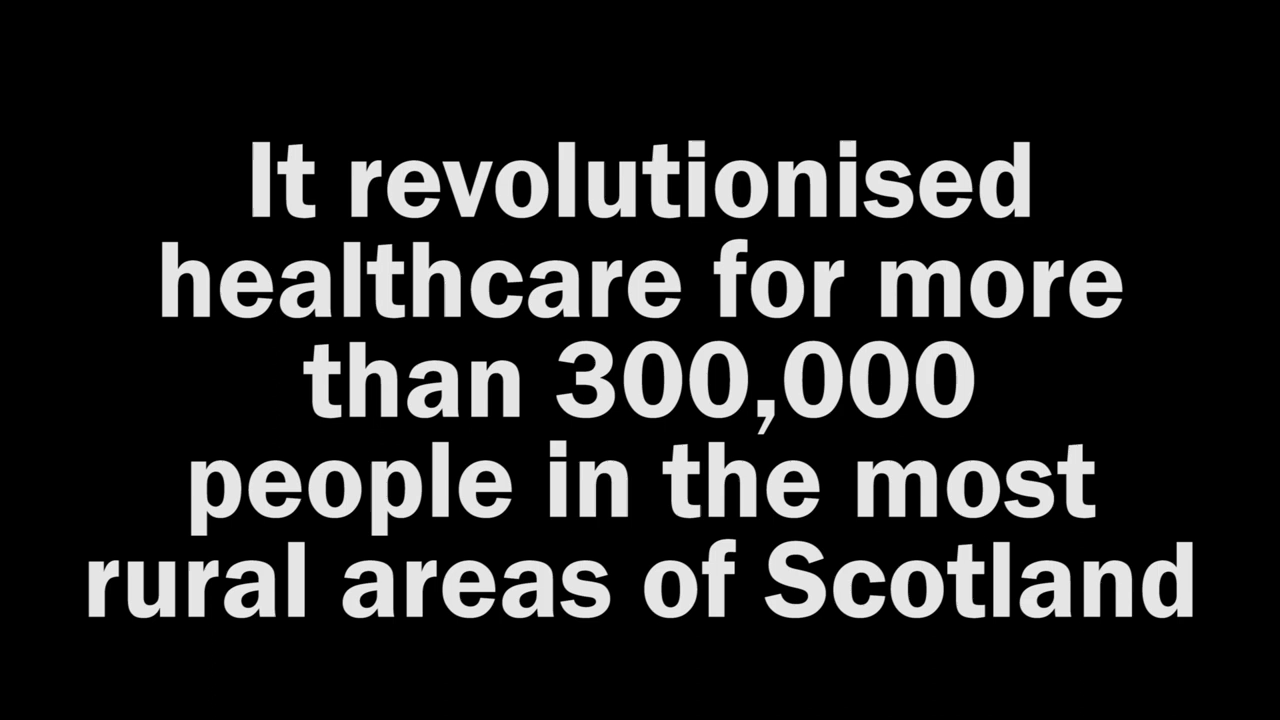 It revolutionised
healthcare for more
than 300,000
people in the most
rural areas of Scotland